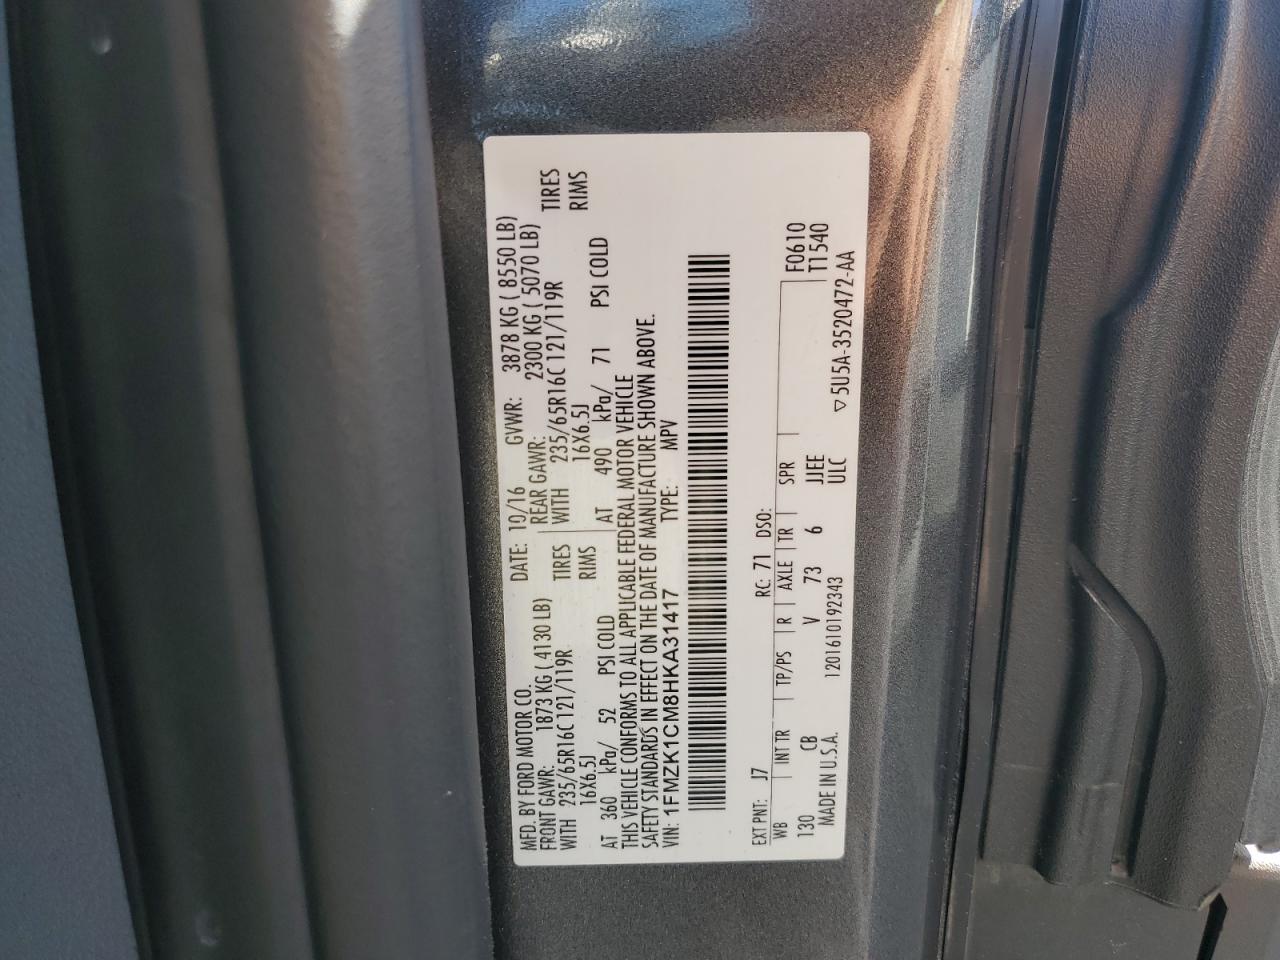 MFD. BY FORD MOTOR CO. DATE: 10/16 GVWR: 3878 KG ( 8550 LB)
FRONT GAWR: 1873 KG ( 4130 LB) REAR GAWR: 2300 KG ( 5070 LB)
WITH 235/65R16C 121/119R TIRES WITH 235/65R16C 121/119R TIRES
16X6.5J RIMS 16X6.5J RIMS
AT 360 kPa/ 52 PSI COLD AT 490 kPa/ 71 PSI COLD
THIS VEHICLE CONFORMS TO ALL APPLICABLE FEDERAL MOTOR VEHICLE
SAFETY STANDARDS IN EFFECT ON THE DATE OF MANUFACTURE SHOWN ABOVE.
VIN: 1FMZK1CM8HKA31417 TYPE: MPV
EXT PNT: J7 RC: 71 DSO:
WB INT TR TP/PS R AXLE TR SPR F0610
130 CB V 73 6 JJEE T1540
MADE IN U.S.A. 1201610192343 ULC ▽5U5A-3520472-AA